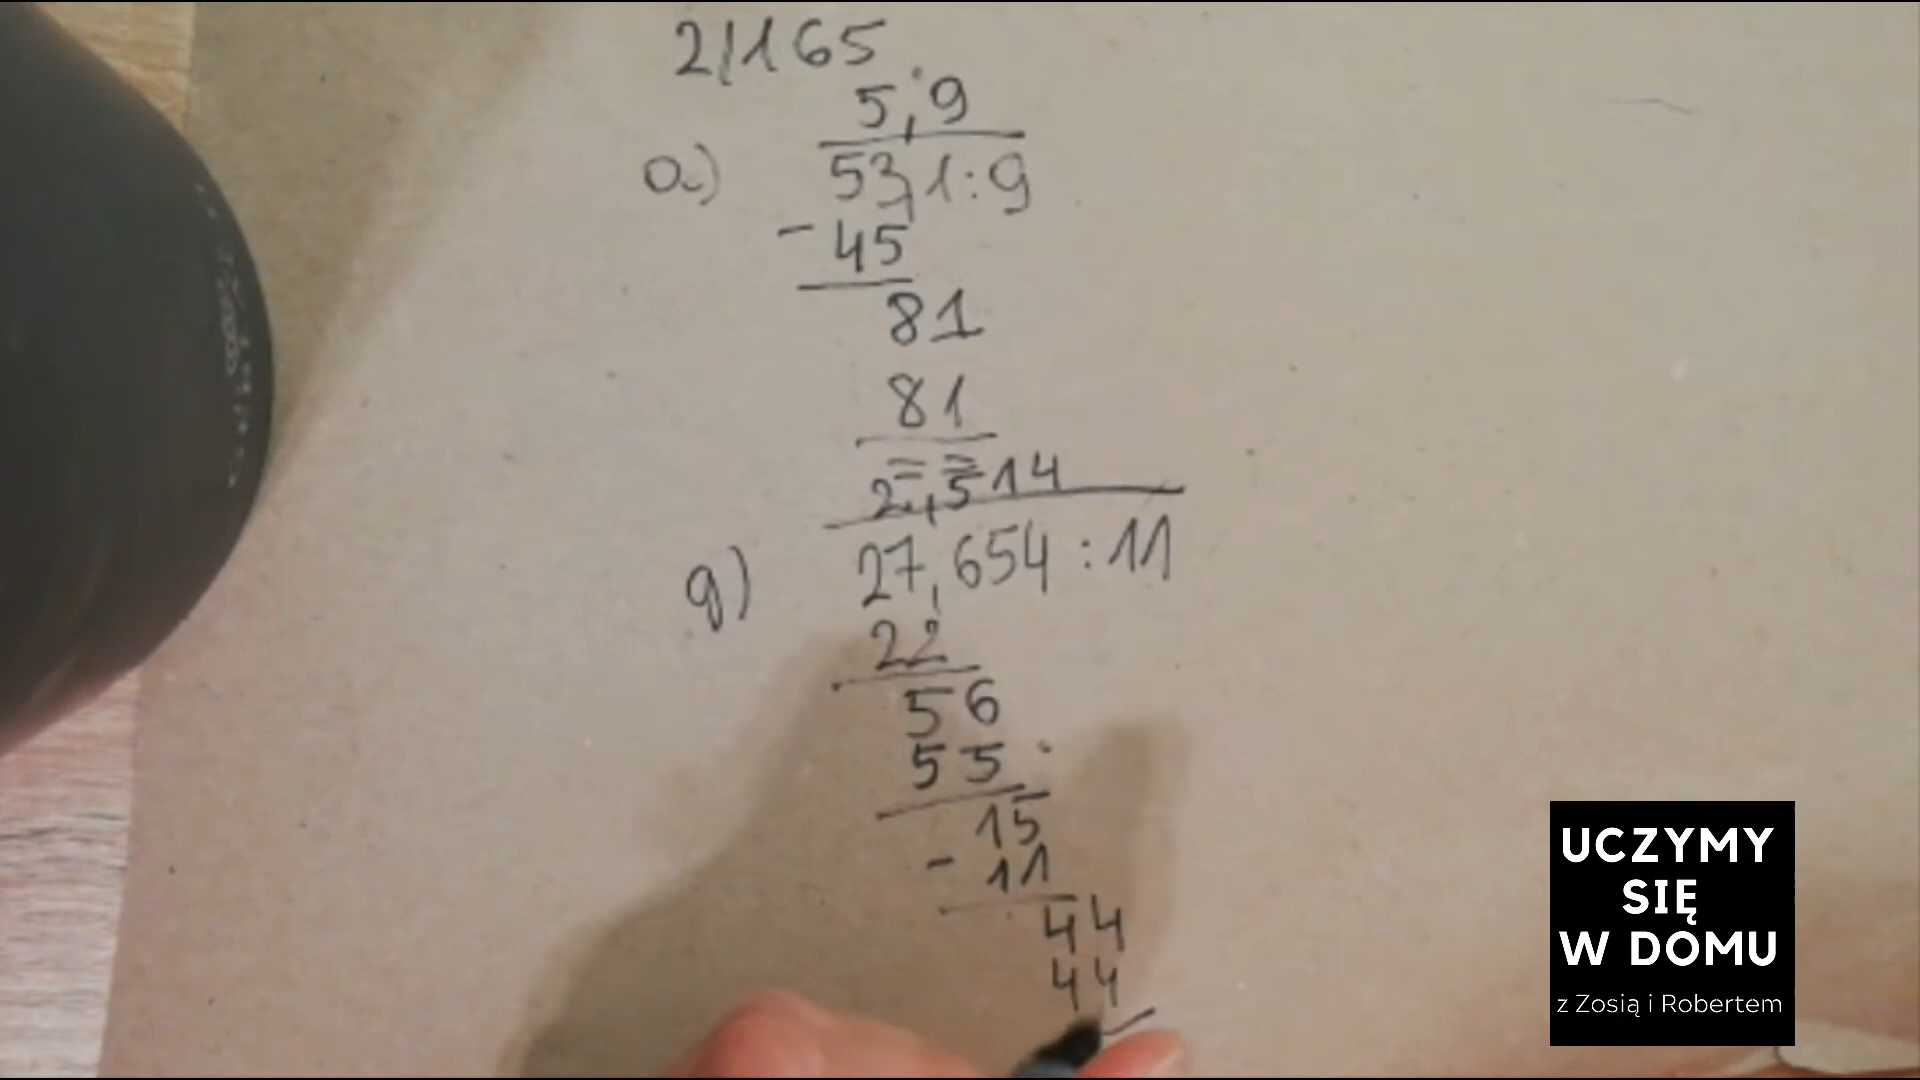 2/165
5,9
a) 53,1:9
- 45
81
81
= =
2,514
g) 27,654:11
22
56
55
15
- 11
44
44
UCZYMY
SIĘ
W DOMU
z Zosią i Robertem